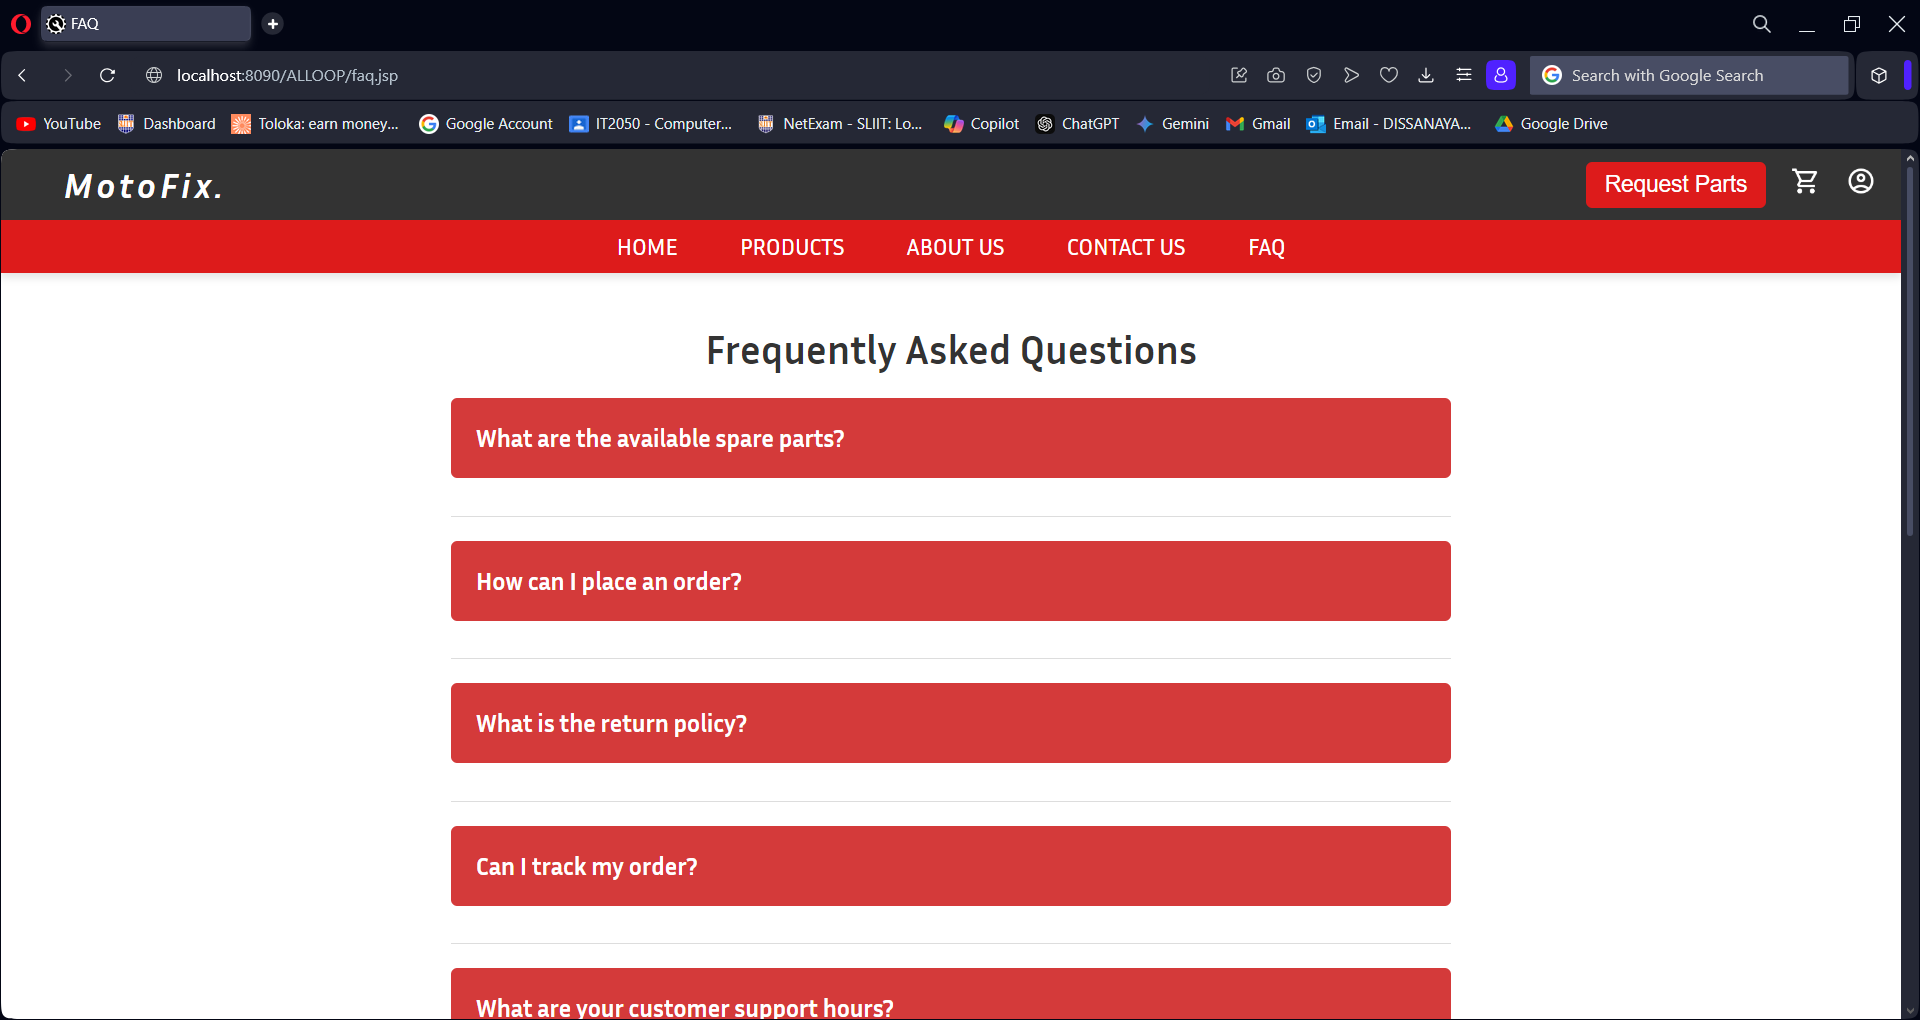 FAQ
localhost:8090/ALLOOP/faq.jsp
Search with Google Search
YouTube
Dashboard
Toloka: earn money...
Google Account
IT2050 - Computer...
NetExam - SLIIT: Lo...
Copilot
ChatGPT
Gemini
Gmail
Email - DISSANAYA...
Google Drive
MotoFix.
Request Parts
HOME
PRODUCTS
ABOUT US
CONTACT US
FAQ
Frequently Asked Questions
What are the available spare parts?
How can I place an order?
What is the return policy?
Can I track my order?
What are your customer support hours?